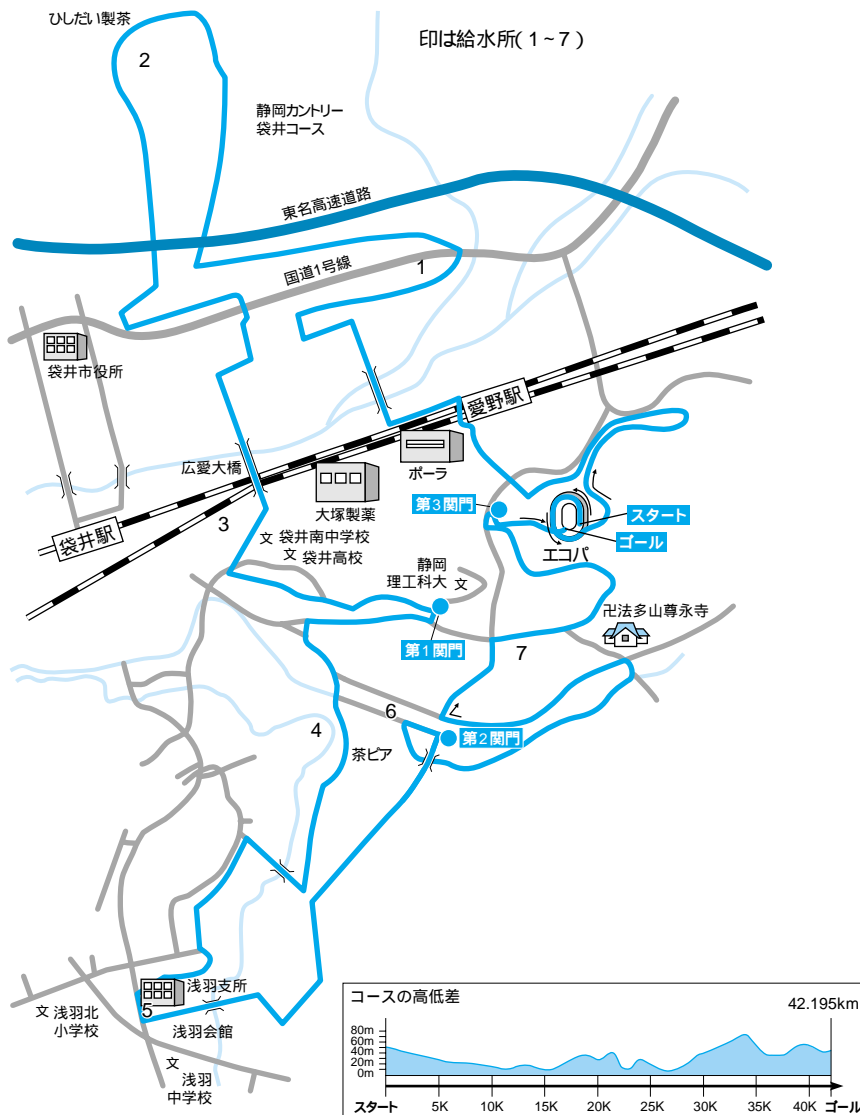 ひしだい製茶
2
印は給水所(1~7)
静岡カントリー
袋井コース
東名高速道路
国道1号線
1
袋井市役所
愛野駅
広愛大橋
ポーラ
大塚製薬
第3関門
スタート
ゴール
エコパ
袋井駅
3
文 袋井南中学校
文 袋井高校
静岡
理工科大 文
第1関門
卍法多山尊永寺
7
6
4
茶ピア
第2関門
浅羽支所
5
文 浅羽北
小学校
浅羽会館
文 浅羽
中学校
コースの高低差
42.195km
80m
60m
40m
20m
0m
スタート 5K 10K 15K 20K 25K 30K 35K 40K ゴール